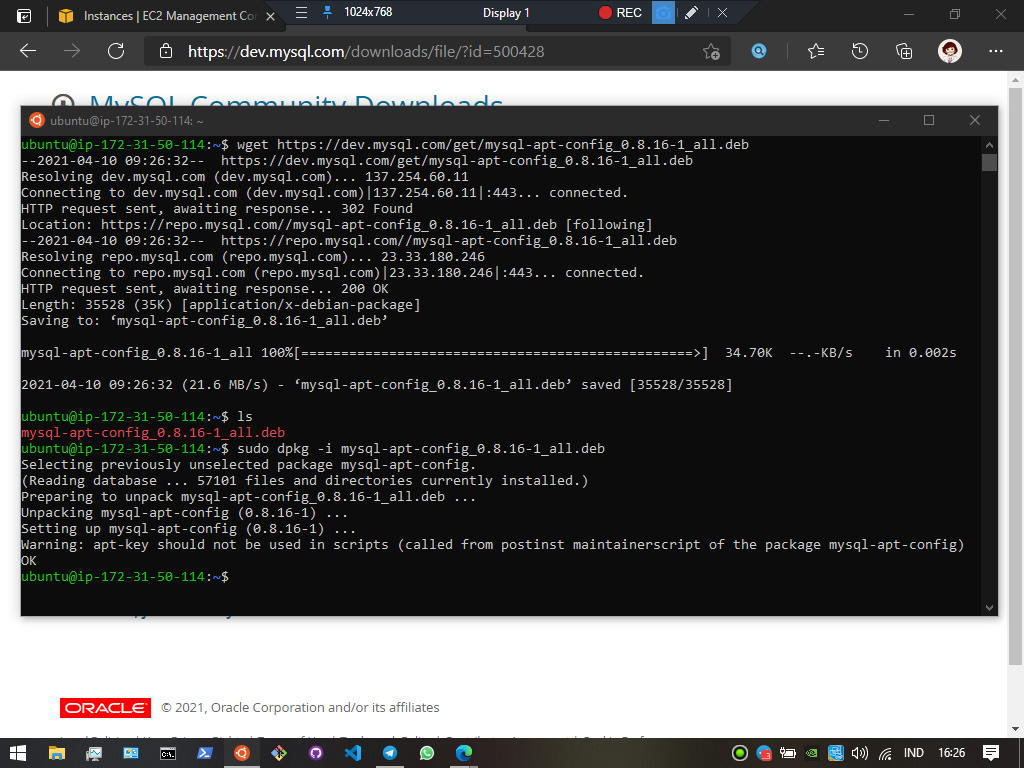 Instances | EC2 Management Co
1024x768
Display 1
REC
https://dev.mysql.com/downloads/file/?id=500428
MySQL Community Downloads
ubuntu@ip-172-31-50-114: ~
ubuntu@ip-172-31-50-114:~$ wget https://dev.mysql.com/get/mysql-apt-config_0.8.16-1_all.deb
--2021-04-10 09:26:32--  https://dev.mysql.com/get/mysql-apt-config_0.8.16-1_all.deb
Resolving dev.mysql.com (dev.mysql.com)... 137.254.60.11
Connecting to dev.mysql.com (dev.mysql.com)|137.254.60.11|:443... connected.
HTTP request sent, awaiting response... 302 Found
Location: https://repo.mysql.com//mysql-apt-config_0.8.16-1_all.deb [following]
--2021-04-10 09:26:32--  https://repo.mysql.com//mysql-apt-config_0.8.16-1_all.deb
Resolving repo.mysql.com (repo.mysql.com)... 23.33.180.246
Connecting to repo.mysql.com (repo.mysql.com)|23.33.180.246|:443... connected.
HTTP request sent, awaiting response... 200 OK
Length: 35528 (35K) [application/x-debian-package]
Saving to: ‘mysql-apt-config_0.8.16-1_all.deb’
mysql-apt-config_0.8.16-1_all 100%[=================================================>]  34.70K  --.-KB/s    in 0.002s
2021-04-10 09:26:32 (21.6 MB/s) - ‘mysql-apt-config_0.8.16-1_all.deb’ saved [35528/35528]
ubuntu@ip-172-31-50-114:~$ ls
mysql-apt-config_0.8.16-1_all.deb
ubuntu@ip-172-31-50-114:~$ sudo dpkg -i mysql-apt-config_0.8.16-1_all.deb
Selecting previously unselected package mysql-apt-config.
(Reading database ... 57101 files and directories currently installed.)
Preparing to unpack mysql-apt-config_0.8.16-1_all.deb ...
Unpacking mysql-apt-config (0.8.16-1) ...
Setting up mysql-apt-config (0.8.16-1) ...
Warning: apt-key should not be used in scripts (called from postinst maintainerscript of the package mysql-apt-config)
OK
ubuntu@ip-172-31-50-114:~$
ORACLE © 2021, Oracle Corporation and/or its affiliates
IND
16:26